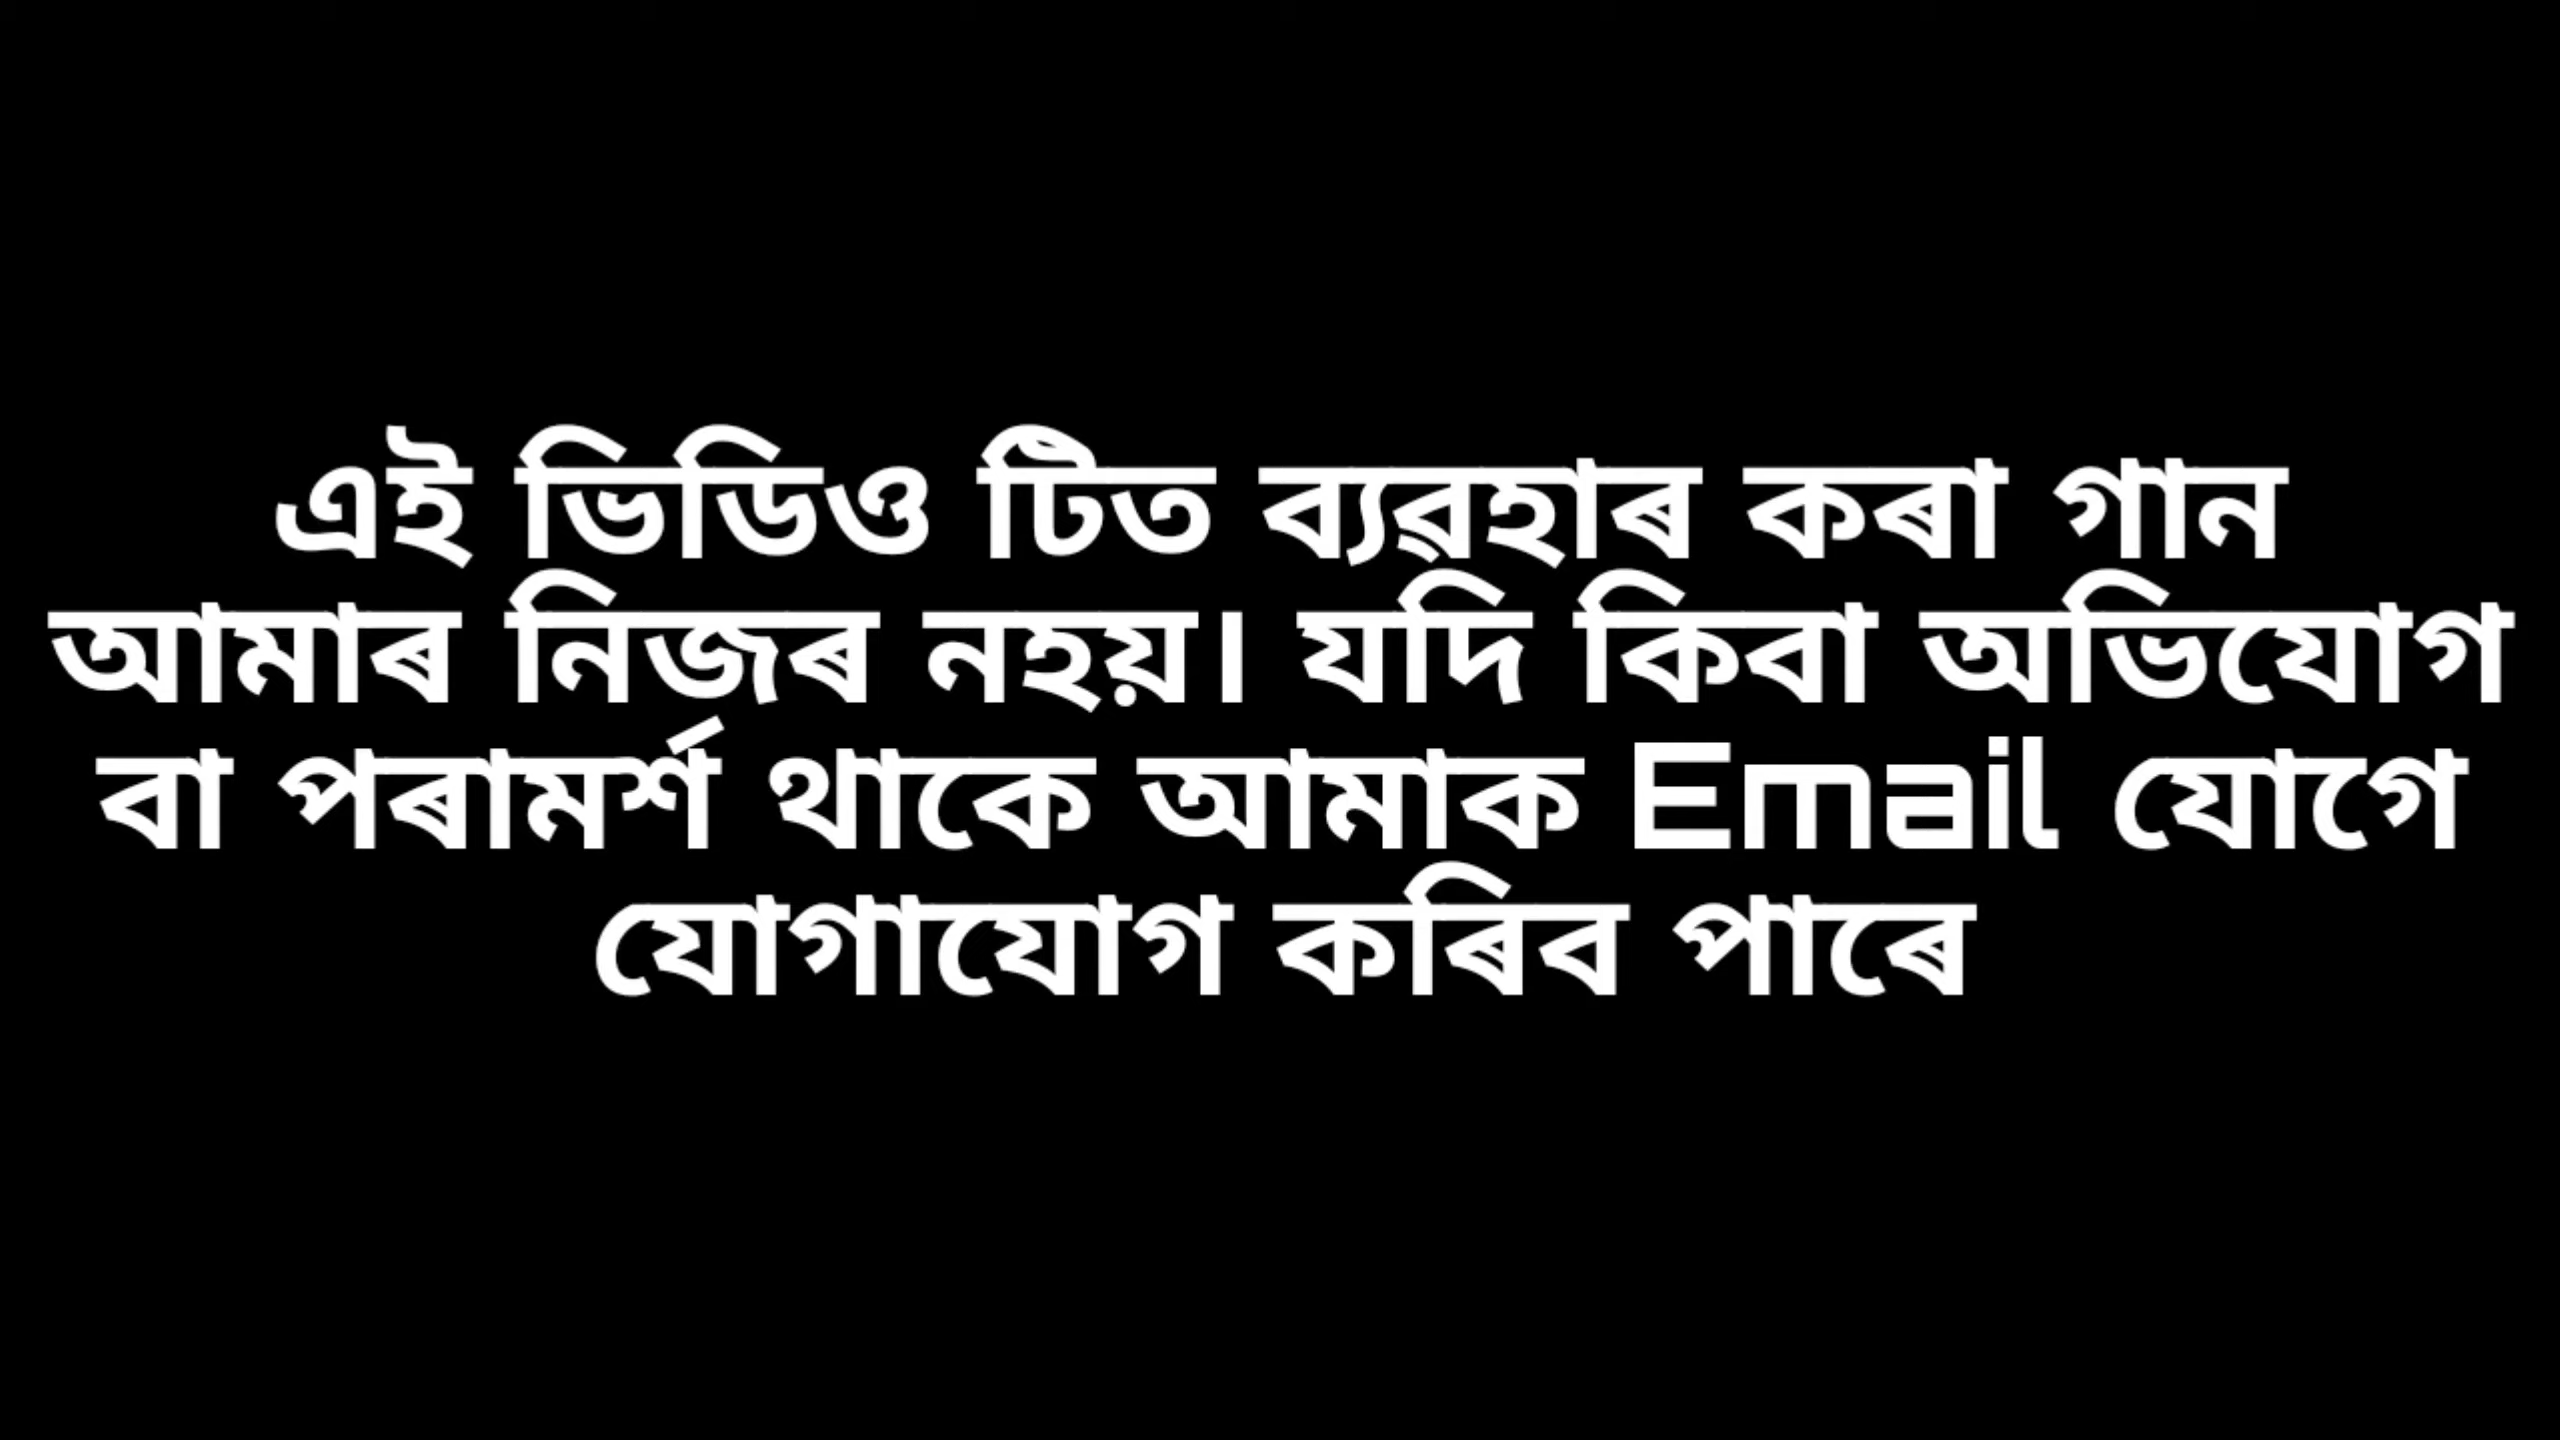 এই ভিডিও টিত ব্যৱহাৰ কৰা গান
আমাৰ নিজৰ নহয়। যদি কিবা অভিযোগ
বা পৰামৰ্শ থাকে আমাক Email যোগে
যোগাযোগ কৰিব পাৰে